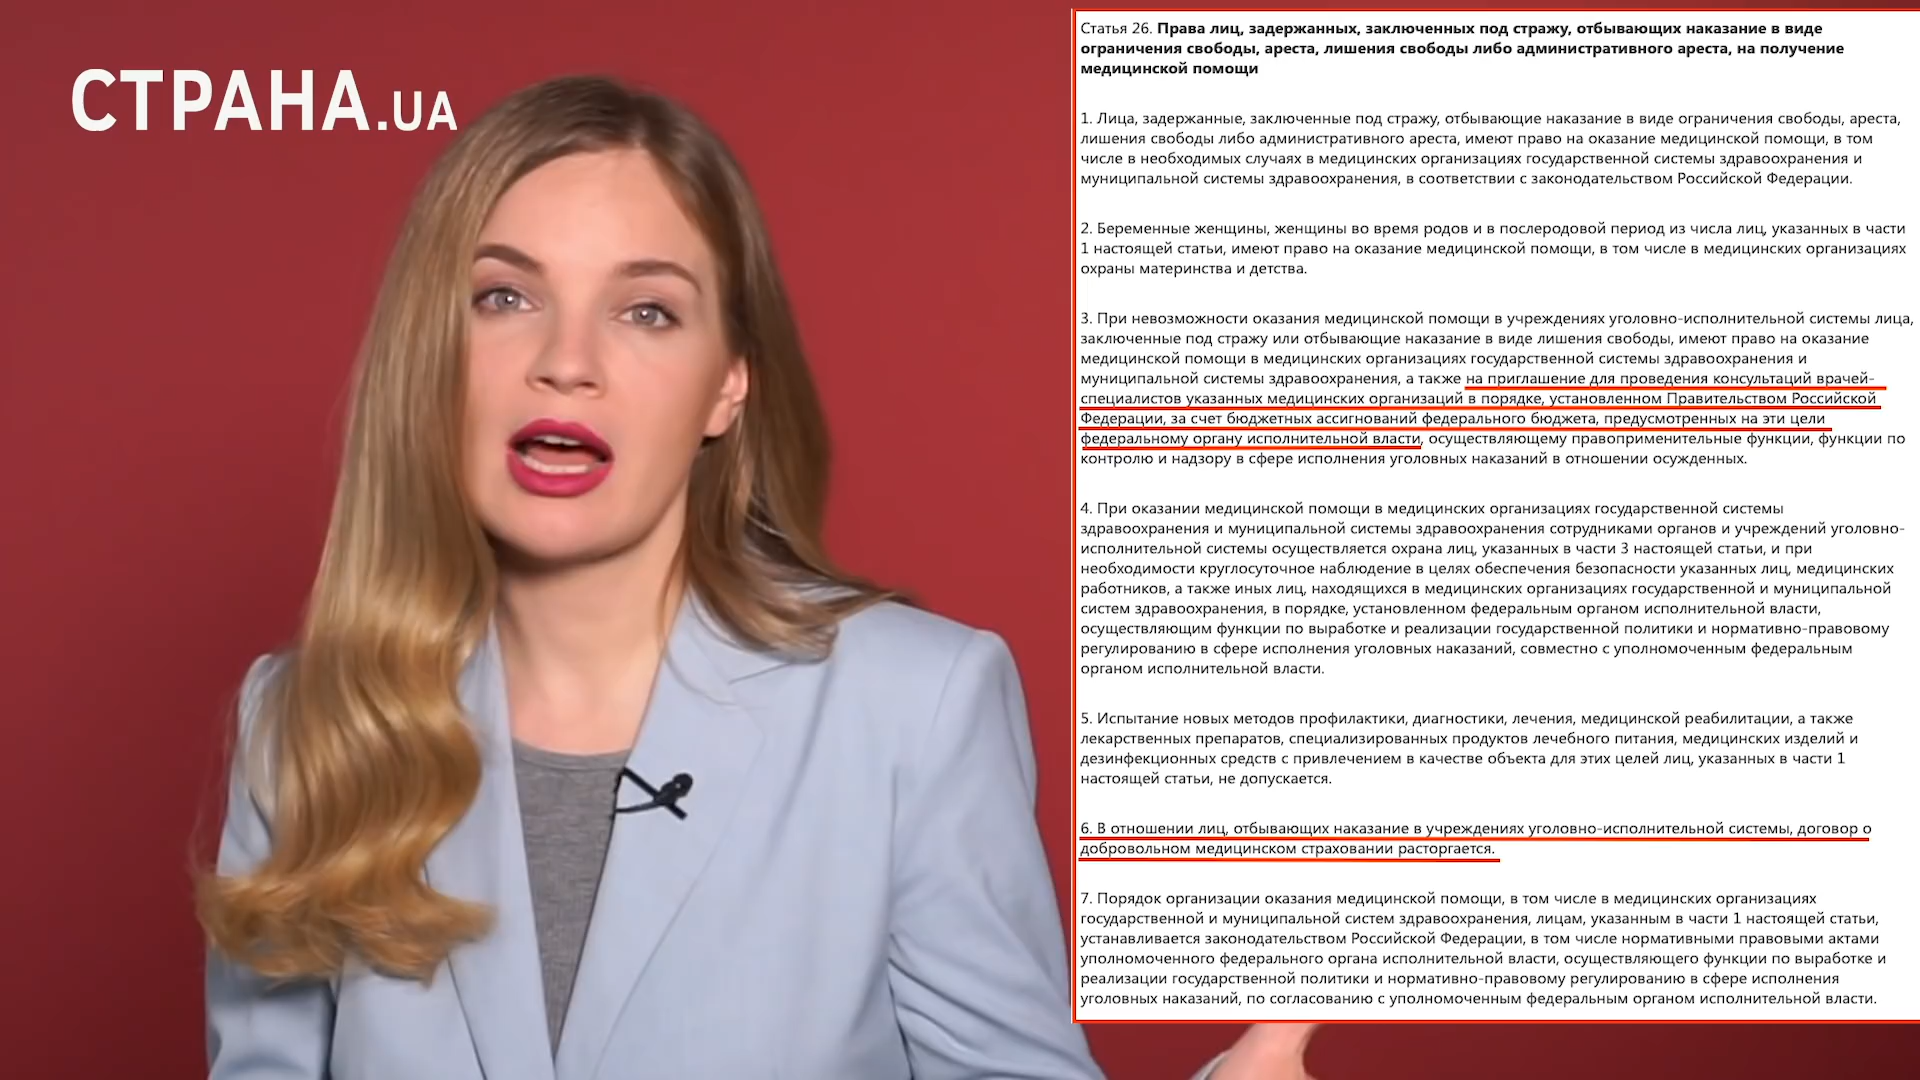 СТРАНА.UA
Статья 26. Права лиц, задержанных, заключенных под стражу, отбывающих наказание в виде
ограничения свободы, ареста, лишения свободы либо административного ареста, на получение
медицинской помощи
1. Лица, задержанные, заключенные под стражу, отбывающие наказание в виде ограничения свободы, ареста,
лишения свободы либо административного ареста, имеют право на оказание медицинской помощи, в том
числе в необходимых случаях в медицинских организациях государственной системы здравоохранения и
муниципальной системы здравоохранения, в соответствии с законодательством Российской Федерации.
2. Беременные женщины, женщины во время родов и в послеродовой период из числа лиц, указанных в части
1 настоящей статьи, имеют право на оказание медицинской помощи, в том числе в медицинских организациях
охраны материнства и детства.
3. При невозможности оказания медицинской помощи в учреждениях уголовно-исполнительной системы лица,
заключенные под стражу или отбывающие наказание в виде лишения свободы, имеют право на оказание
медицинской помощи в медицинских организациях государственной системы здравоохранения и
муниципальной системы здравоохранения, а также на приглашение для проведения консультаций врачей-
специалистов указанных медицинских организаций в порядке, установленном Правительством Российской
Федерации, за счет бюджетных ассигнований федерального бюджета, предусмотренных на эти цели
федеральному органу исполнительной власти, осуществляющему правоприменительные функции, функции по
контролю и надзору в сфере исполнения уголовных наказаний в отношении осужденных.
4. При оказании медицинской помощи в медицинских организациях государственной системы
здравоохранения и муниципальной системы здравоохранения сотрудниками органов и учреждений уголовно-
исполнительной системы осуществляется охрана лиц, указанных в части 3 настоящей статьи, и при
необходимости круглосуточное наблюдение в целях обеспечения безопасности указанных лиц, медицинских
работников, а также иных лиц, находящихся в медицинских организациях государственной и муниципальной
систем здравоохранения, в порядке, установленном федеральным органом исполнительной власти,
осуществляющим функции по выработке и реализации государственной политики и нормативно-правовому
регулированию в сфере исполнения уголовных наказаний, совместно с уполномоченным федеральным
органом исполнительной власти.
5. Испытание новых методов профилактики, диагностики, лечения, медицинской реабилитации, а также
лекарственных препаратов, специализированных продуктов лечебного питания, медицинских изделий и
дезинфекционных средств с привлечением в качестве объекта для этих целей лиц, указанных в части 1
настоящей статьи, не допускается.
6. В отношении лиц, отбывающих наказание в учреждениях уголовно-исполнительной системы, договор о
добровольном медицинском страховании расторгается.
7. Порядок организации оказания медицинской помощи, в том числе в медицинских организациях
государственной и муниципальной систем здравоохранения, лицам, указанным в части 1 настоящей статьи,
устанавливается законодательством Российской Федерации, в том числе нормативными правовыми актами
уполномоченного федерального органа исполнительной власти, осуществляющего функции по выработке и
реализации государственной политики и нормативно-правовому регулированию в сфере исполнения
уголовных наказаний, по согласованию с уполномоченным федеральным органом исполнительной власти.